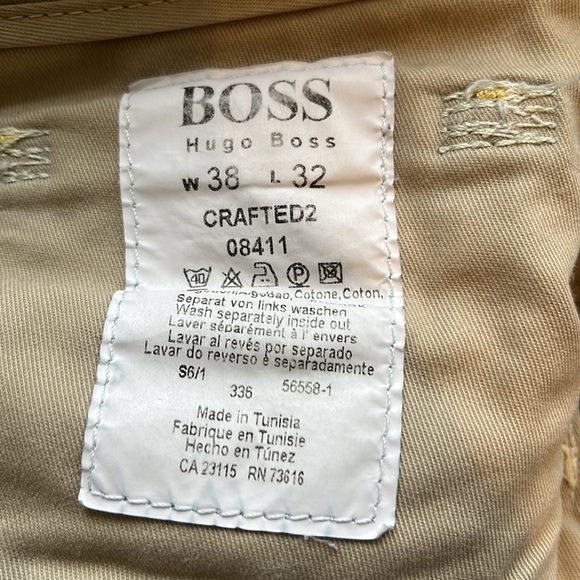 BOSS
Hugo Boss
W 38 L 32
CRAFTED2
08411
40 P
Algodao, Cotone, Coton,
Separat von links waschen
Wash separately inside out
Laver séparément à l' envers
Lavar al revés por separado
Lavar do reverso e separadamente
S6/1
336 56558-1
Made in Tunisia
Fabrique en Tunisie
Hecho en Túnez
CA 23115 RN 73616